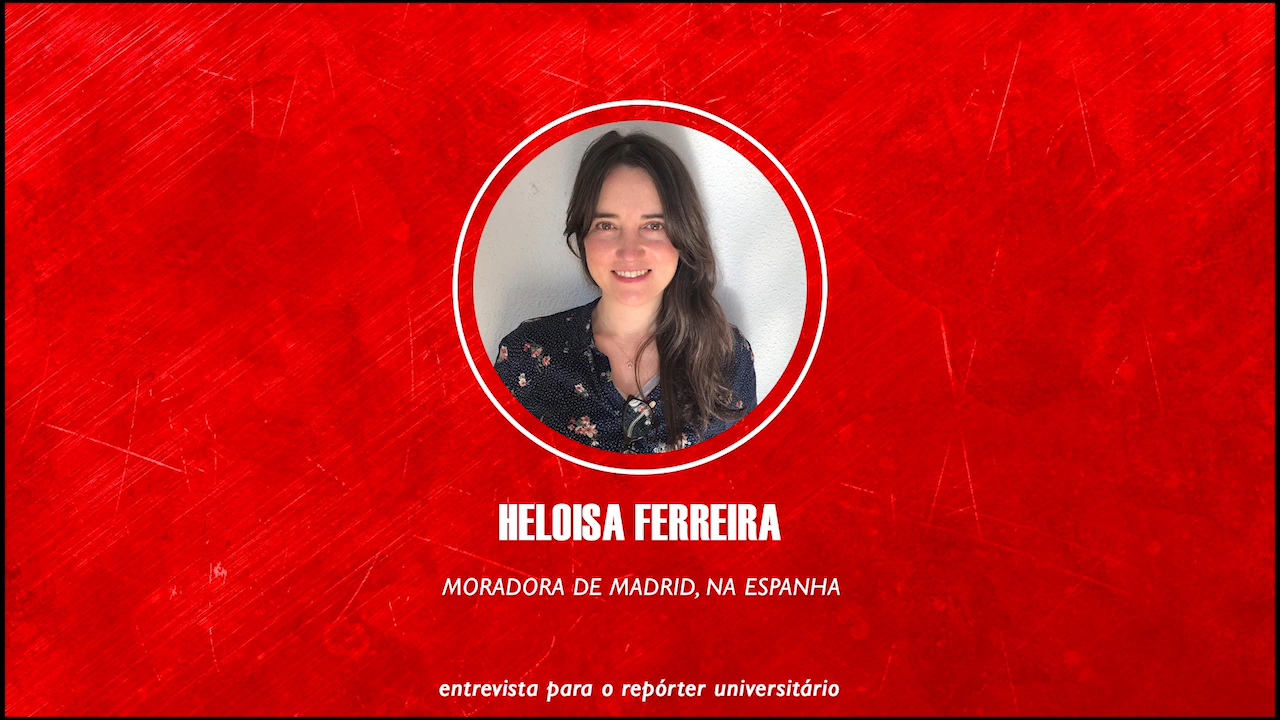 HELOISA FERREIRA
MORADORA DE MADRID, NA ESPANHA
entrevista para o repórter universitário